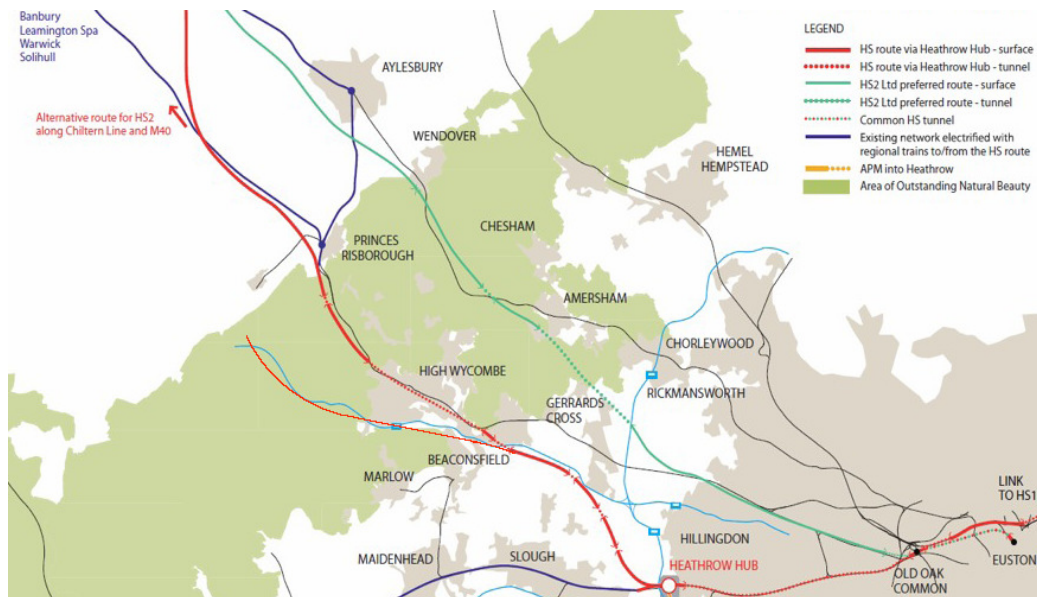 Banbury
Leamington Spa
Warwick
Solihull
Alternative route for HS2
along Chiltern Line and M40
AYLESBURY
WENDOVER
HEMEL
HEMPSTEAD
CHESHAM
PRINCES
RISBOROUGH
AMERSHAM
CHORLEYWOOD
HIGH WYCOMBE
RICKMANSWORTH
GERRARDS
CROSS
BEACONSFIELD
MARLOW
LINK
TO HS1
HILLINGDON
MAIDENHEAD
SLOUGH
HEATHROW HUB
OLD OAK
COMMON
EUSTON
LEGEND
HS route via Heathrow Hub - surface
HS route via Heathrow Hub - tunnel
HS2 Ltd preferred route - surface
HS2 Ltd preferred route - tunnel
Common HS tunnel
Existing network electrified with
regional trains to/from the HS route
APM into Heathrow
Area of Outstanding Natural Beauty